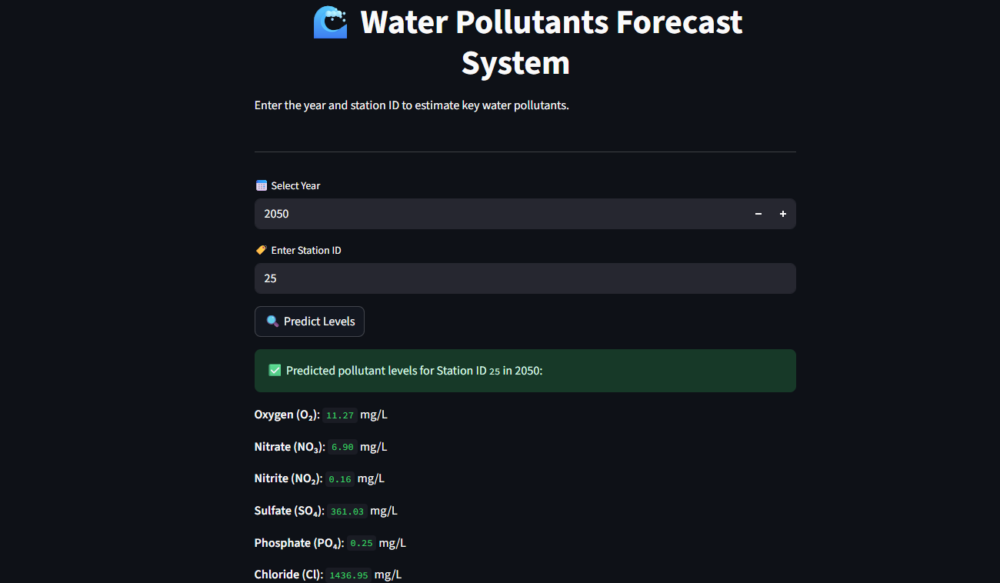 🌊 Water Pollutants Forecast
System
Enter the year and station ID to estimate key water pollutants.
📅 Select Year
2050 − +
🏷️ Enter Station ID
25
🔍 Predict Levels
✅ Predicted pollutant levels for Station ID 25 in 2050:
Oxygen (O₂): 11.27 mg/L
Nitrate (NO₃): 6.90 mg/L
Nitrite (NO₂): 0.16 mg/L
Sulfate (SO₄): 361.03 mg/L
Phosphate (PO₄): 0.25 mg/L
Chloride (Cl): 1436.95 mg/L